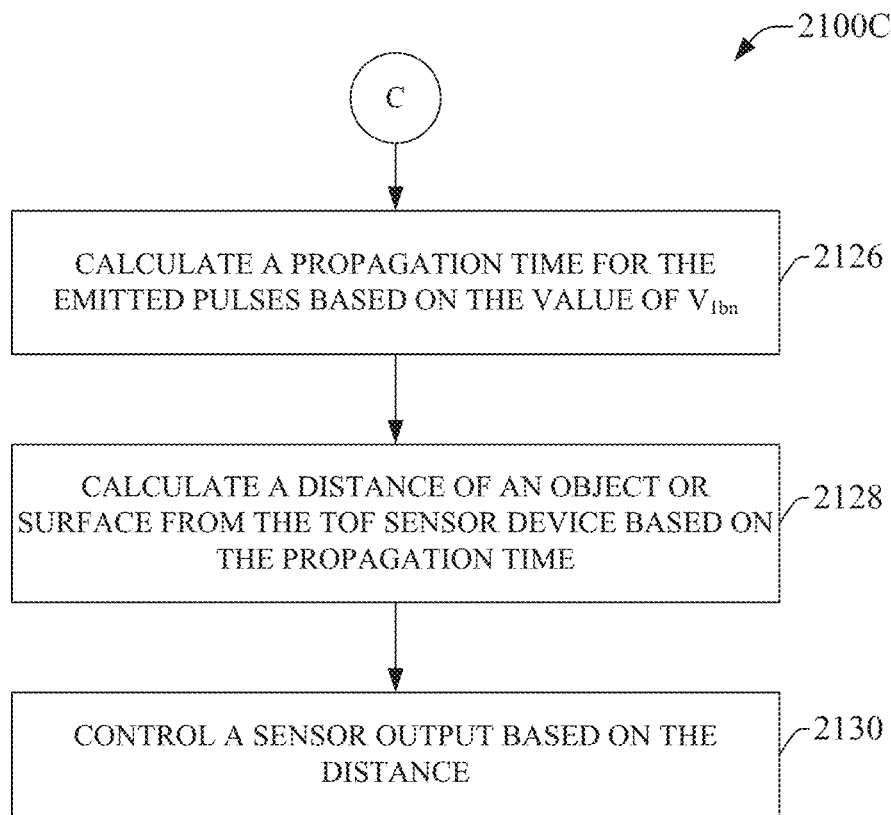 2100C
C
CALCULATE A PROPAGATION TIME FOR THE
EMITTED PULSES BASED ON THE VALUE OF V1bn
2126
CALCULATE A DISTANCE OF AN OBJECT OR
SURFACE FROM THE TOF SENSOR DEVICE BASED ON
THE PROPAGATION TIME
2128
CONTROL A SENSOR OUTPUT BASED ON THE
DISTANCE
2130